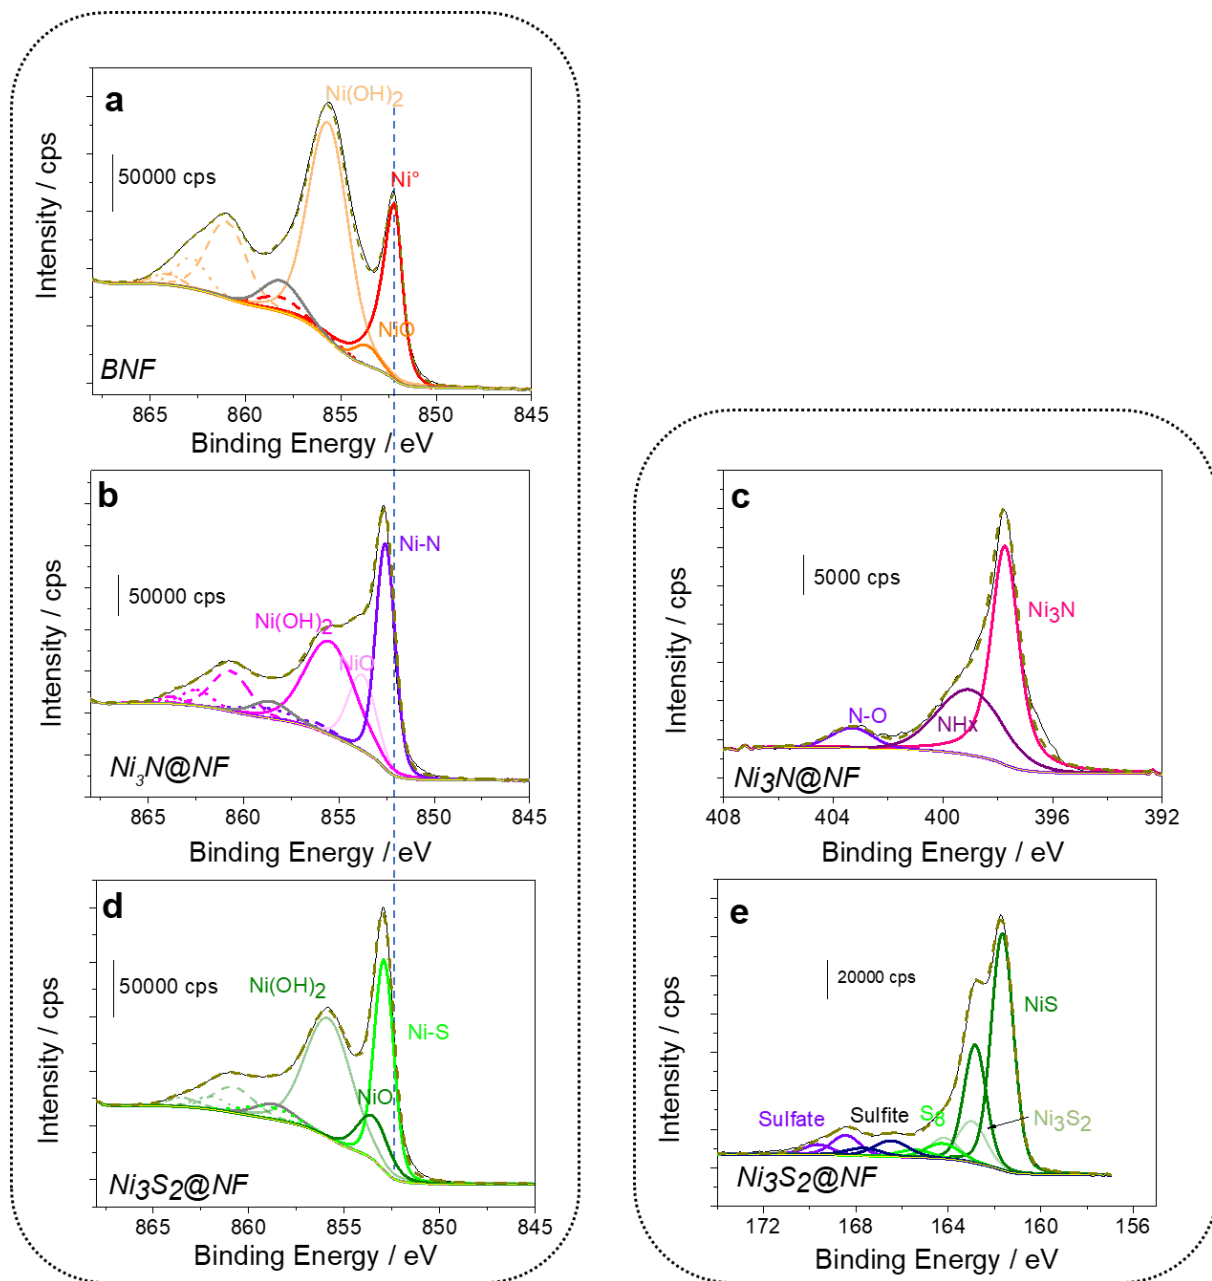 a
Ni(OH)2
50000 cps
Ni°
NiO
BNF
Intensity / cps
865 860 855 850 845
Binding Energy / eV
b
Ni-N
50000 cps
Ni(OH)2
NiO
Ni3N@NF
Intensity / cps
865 860 855 850 845
Binding Energy / eV
c
5000 cps
Ni3N
N-O
NHx
Ni3N@NF
Intensity / cps
408 404 400 396 392
Binding Energy / eV
d
50000 cps
Ni(OH)2
Ni-S
NiO
Ni3S2@NF
Intensity / cps
865 860 855 850 845
Binding Energy / eV
e
20000 cps
NiS
Sulfate
Sulfite
S8
Ni3S2
Ni3S2@NF
Intensity / cps
172 168 164 160 156
Binding Energy / eV